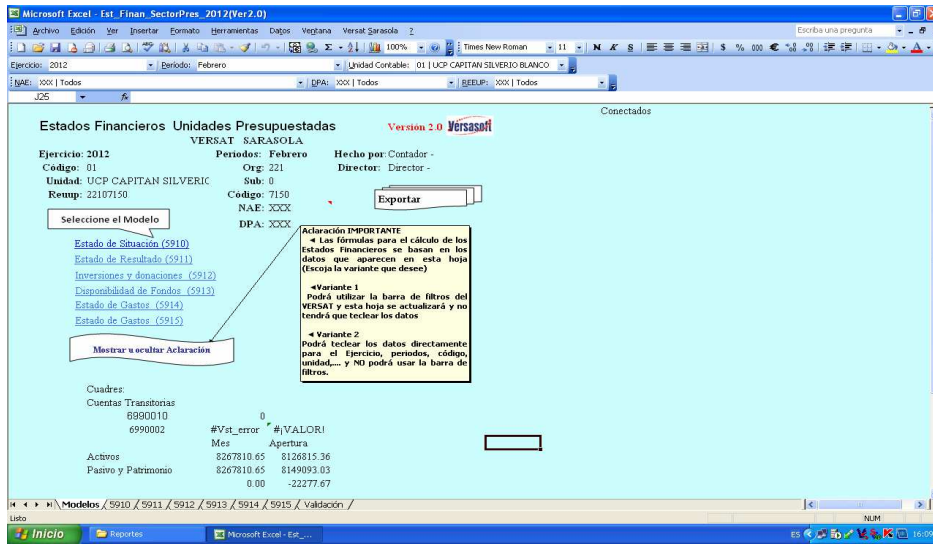 Microsoft Excel - Est_Finan_SectorPres_2012(Ver2.0)
Archivo Edición Ver Insertar Formato Herramientas Datos Ventana Versat Sarasola ?
Escriba una pregunta
100% Times New Roman 11 N K S $ % 000 €
Ejercicio: 2012 Período: Febrero Unidad Contable: 01 | UCP CAPITAN SILVERIO BLANCO
NAE: XXX | Todos DPA: XXX | Todos REEUP: XXX | Todos
J25 fx
Conectados
Estados Financieros Unidades Presupuestadas Versión 2.0 Versasoft
VERSAT SARASOLA
Ejercicio: 2012 Periodos: Febrero Hecho por: Contador -
Código: 01 Org: 221 Director: Director -
Unidad: UCP CAPITAN SILVERIC Sub: 0
Reuup: 22107150 Código: 7150
NAE: XXX
DPA: XXX
Exportar
Seleccione el Modelo
Estado de Situación (5910)
Estado de Resultado (5911)
Inversiones y donaciones (5912)
Disponibilidad de Fondos (5913)
Estado de Gastos (5914)
Estado de Gastos (5915)
Mostrar u ocultar Aclaración
Aclaración IMPORTANTE
◄ Las fórmulas para el cálculo de los
Estados Financieros se basan en los
datos que aparecen en esta hoja
(Escoja la variante que desee)
◄Variante 1
Podrá utilizar la barra de filtros del
VERSAT y esta hoja se actualizará y no
tendrá que teclear los datos
◄ Variante 2
Podrá teclear los datos directamente
para el Ejercicio, periodos, código,
unidad,.... y NO podrá usar la barra de
filtros.
Cuadres:
Cuentas Transitorias
6990010 0
6990002 #Vst_error #¡VALOR!
Mes Apertura
Activos 8267810.65 8126815.36
Pasivo y Patrimonio 8267810.65 8149093.03
0.00 -22277.67
Modelos / 5910 / 5911 / 5912 / 5913 / 5914 / 5915 / Validación /
Listo NUM
Inicio Reportes Microsoft Excel - Est_... ES 16:09